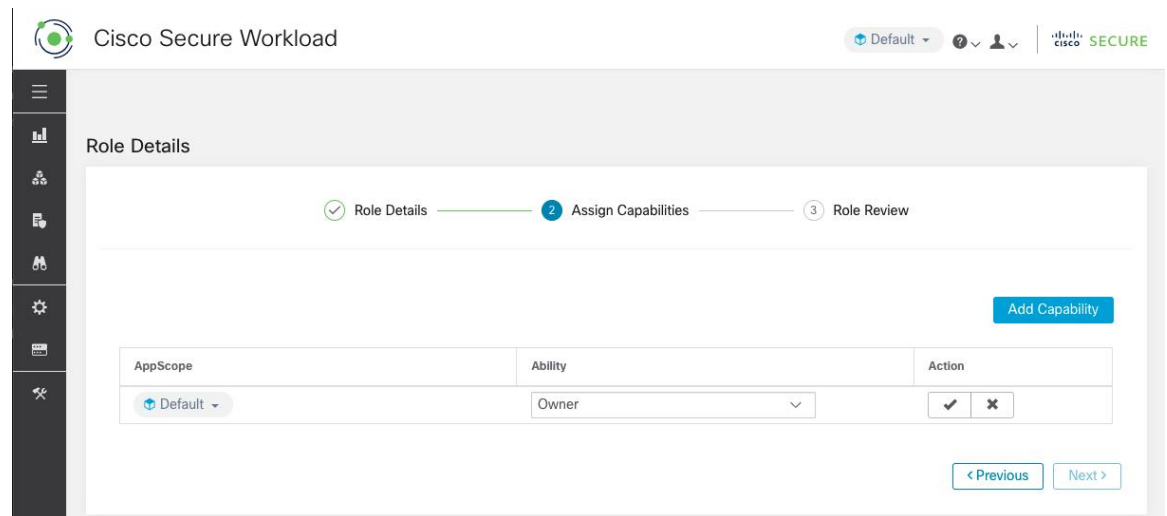 Cisco Secure Workload
Default
cisco SECURE
Role Details
Role Details
2 Assign Capabilities
3 Role Review
Add Capability
AppScope Ability Action
Default Owner
Previous Next